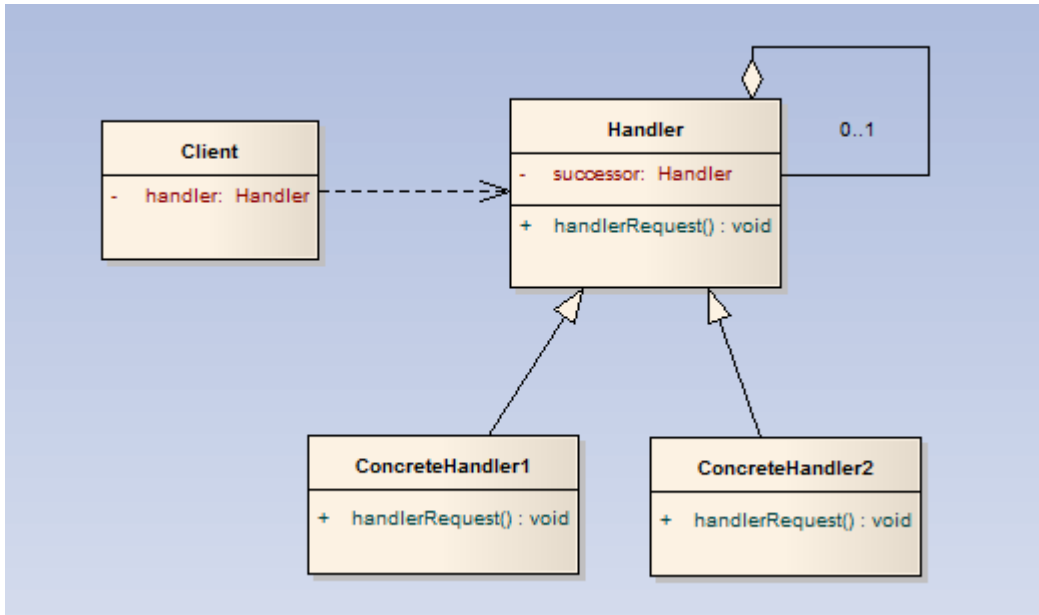 Client
- handler: Handler
Handler
- successor: Handler
+ handlerRequest() : void
0..1
ConcreteHandler1
+ handlerRequest() : void
ConcreteHandler2
+ handlerRequest() : void